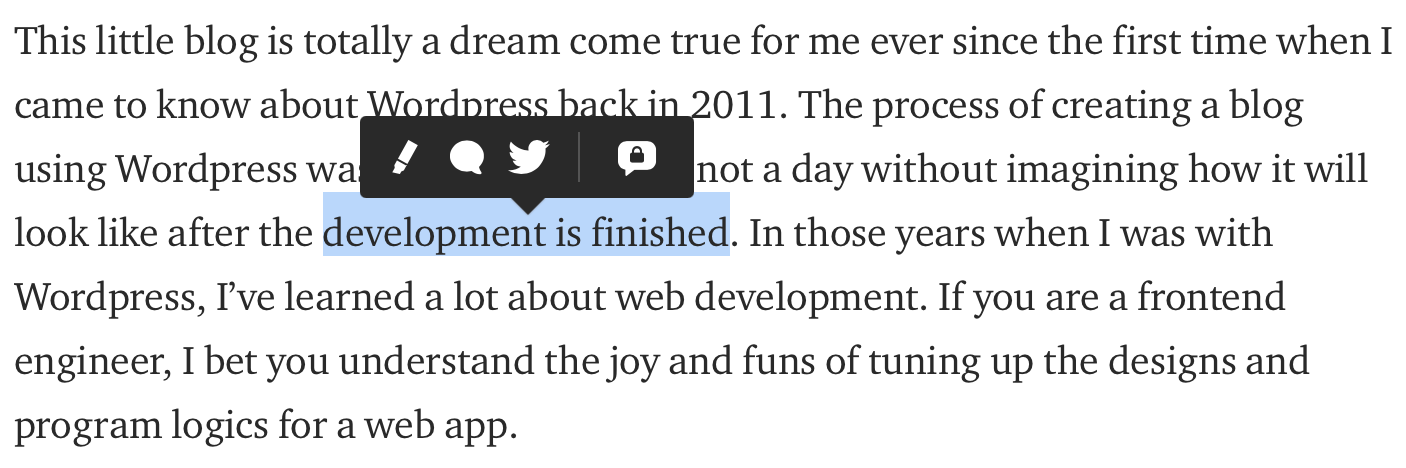 This little blog is totally a dream come true for me ever since the first time when I
came to know about Wordpress back in 2011. The process of creating a blog
using Wordpress was not a day without imagining how it will
look like after the development is finished. In those years when I was with
Wordpress, I’ve learned a lot about web development. If you are a frontend
engineer, I bet you understand the joy and funs of tuning up the designs and
program logics for a web app.